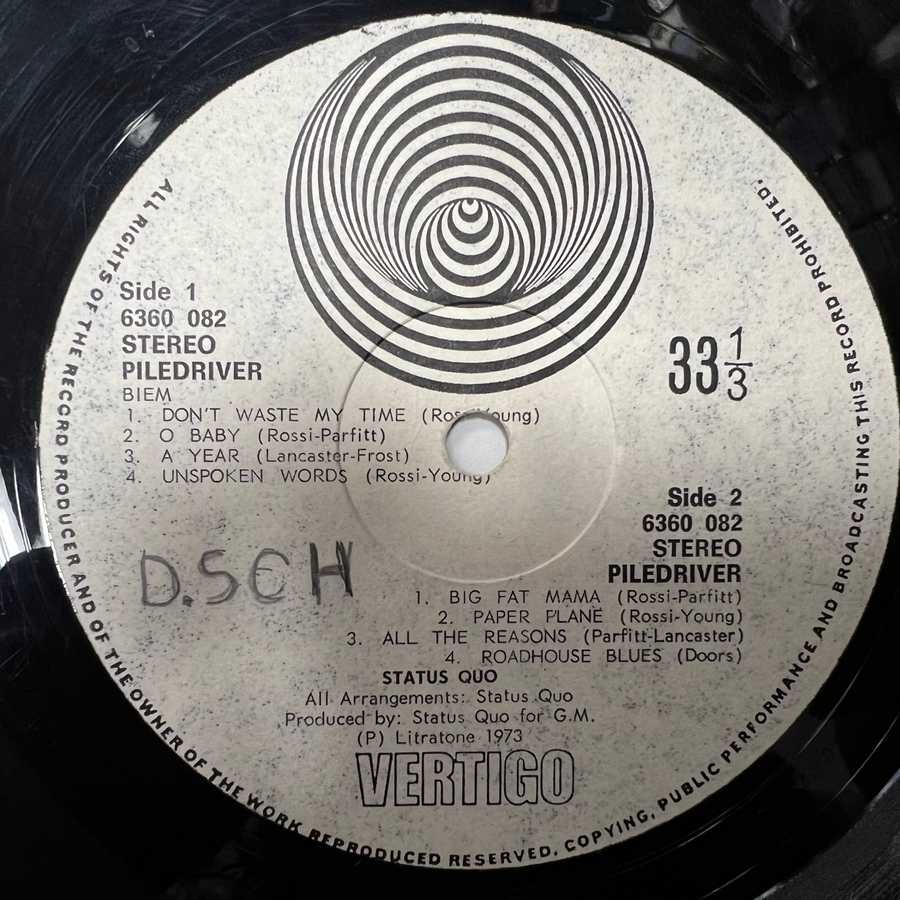 ALL RIGHTS OF THE RECORD PRODUCER AND OF THE OWNER OF THE WORK REPRODUCED RESERVED. COPYING, PUBLIC PERFORMANCE AND BROADCASTING THIS RECORD PROHIBITED.
Side 1
6360 082
STEREO
PILEDRIVER
BIEM
1. DON'T WASTE MY TIME (Rossi-Young)
2. O BABY (Rossi-Parfitt)
3. A YEAR (Lancaster-Frost)
4. UNSPOKEN WORDS (Rossi-Young)
33 1/3
D.SCH
Side 2
6360 082
STEREO
PILEDRIVER
1. BIG FAT MAMA (Rossi-Parfitt)
2. PAPER PLANE (Rossi-Young)
3. ALL THE REASONS (Parfitt-Lancaster)
4. ROADHOUSE BLUES (Doors)
STATUS QUO
All Arrangements: Status Quo
Produced by: Status Quo for G.M.
(P) Litratone 1973
VERTIGO